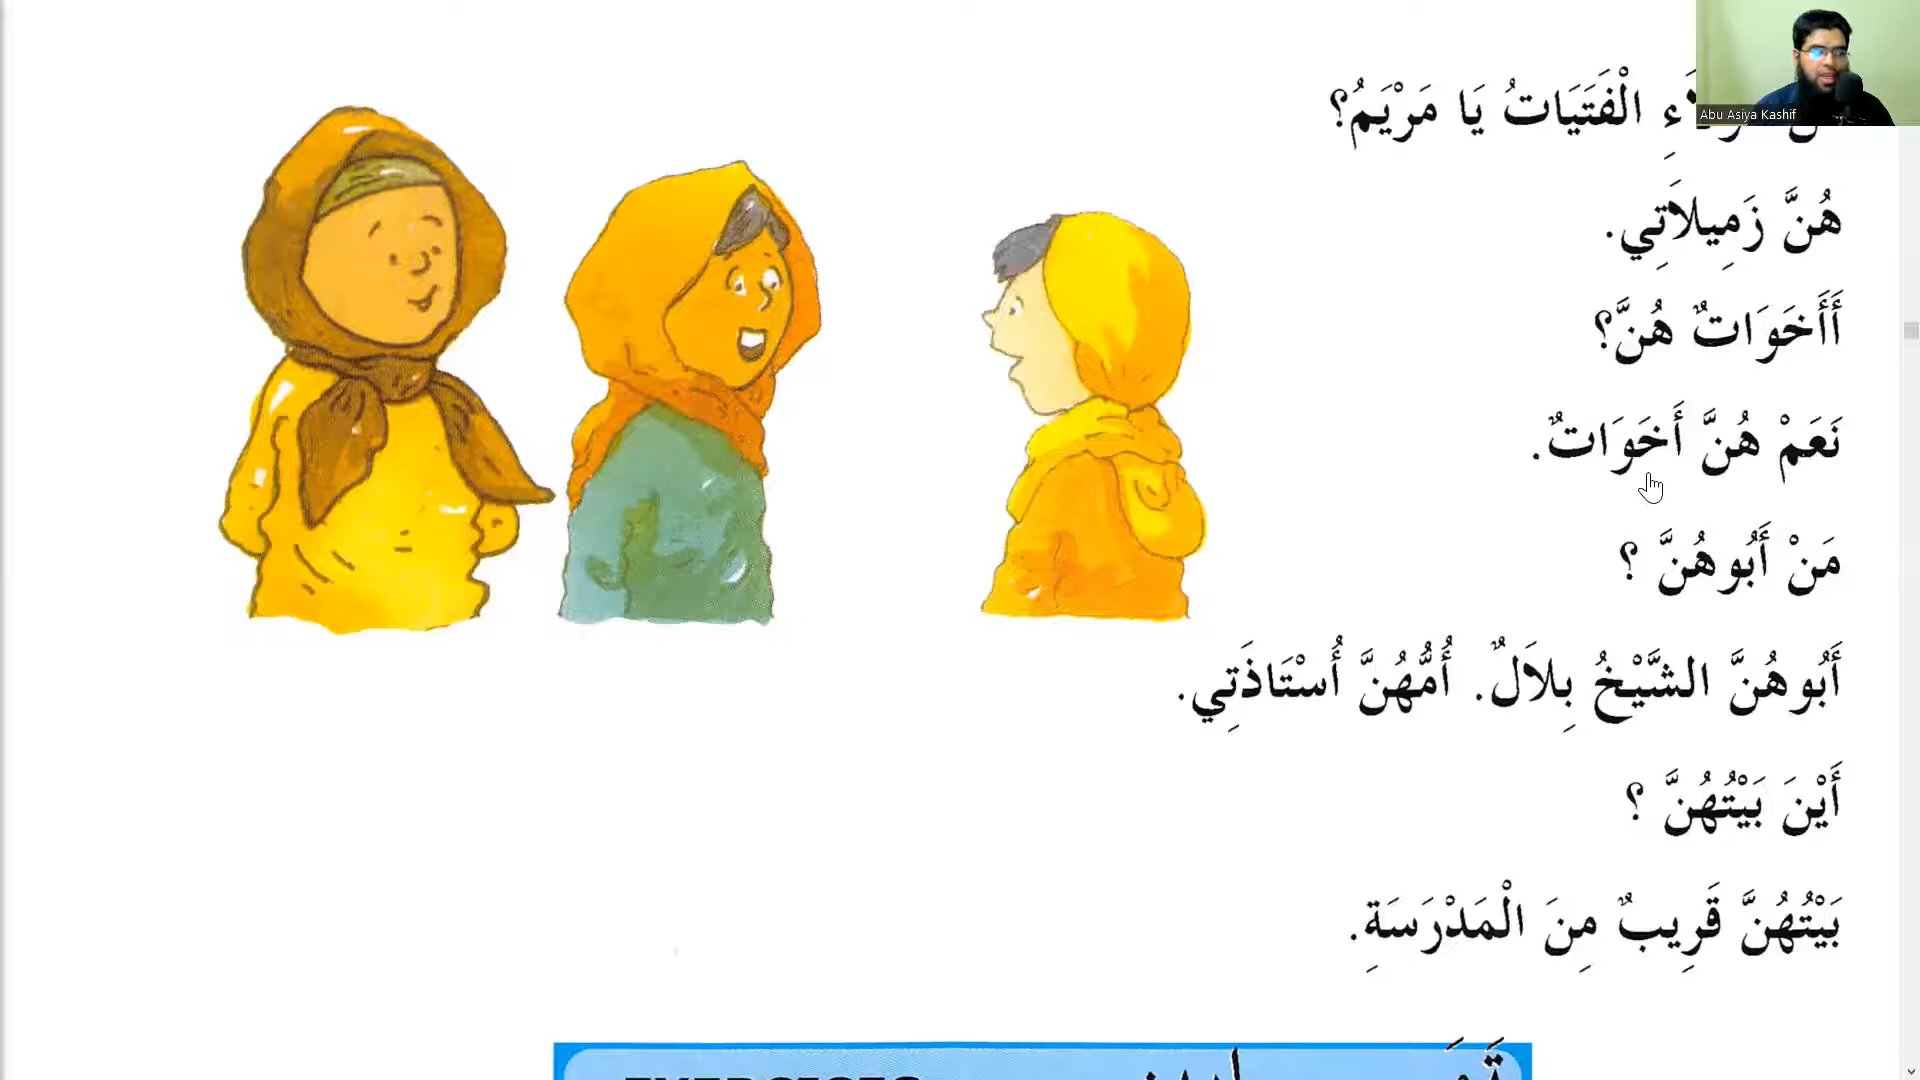 الْفَتَيَاتُ يَا مَرْيَمُ؟
Abu Asiya Kashif
هُنَّ زَمِيلاَتِي.
أَأَخَوَاتٌ هُنَّ؟
نَعَمْ هُنَّ أَخَوَاتٌ.
مَنْ أَبُوهُنَّ ؟
أَبُوهُنَّ الشَّيْخُ بِلاَلٌ. أُمُّهُنَّ أُسْتَاذَتِي.
أَيْنَ بَيْتُهُنَّ ؟
بَيْتُهُنَّ قَرِيبٌ مِنَ الْمَدْرَسَةِ.